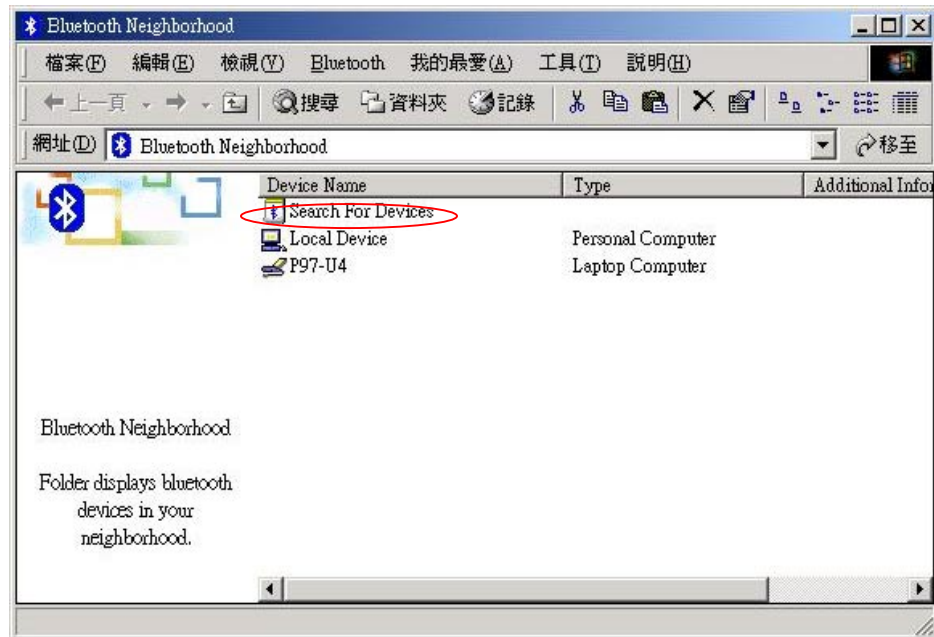 Bluetooth Neighborhood
檔案(F) 編輯(E) 檢視(V) Bluetooth 我的最愛(A) 工具(T) 說明(H)
上一頁 搜尋 資料夾 記錄
網址(D) Bluetooth Neighborhood 移至
Device Name Type Additional Infor
Search For Devices
Local Device Personal Computer
P97-U4 Laptop Computer
Bluetooth Neighborhood
Folder displays bluetooth
devices in your
neighborhood.